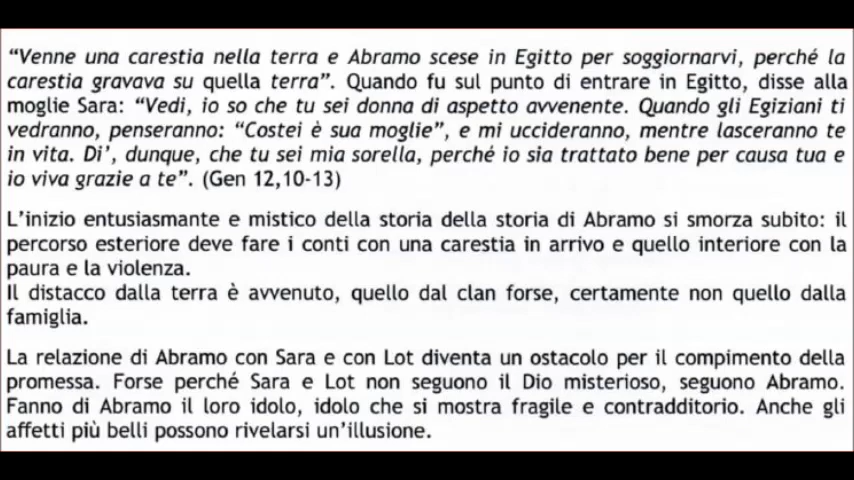 “Venne una carestia nella terra e Abramo scese in Egitto per soggiornarvi, perché la
carestia gravava su quella terra”. Quando fu sul punto di entrare in Egitto, disse alla
moglie Sara: “Vedi, io so che tu sei donna di aspetto avvenente. Quando gli Egiziani ti
vedranno, penseranno: “Costei è sua moglie”, e mi uccideranno, mentre lasceranno te
in vita. Di’, dunque, che tu sei mia sorella, perché io sia trattato bene per causa tua e
io viva grazie a te”. (Gen 12,10-13)
L’inizio entusiasmante e mistico della storia della storia di Abramo si smorza subito: il
percorso esteriore deve fare i conti con una carestia in arrivo e quello interiore con la
paura e la violenza.
Il distacco dalla terra è avvenuto, quello dal clan forse, certamente non quello dalla
famiglia.
La relazione di Abramo con Sara e con Lot diventa un ostacolo per il compimento della
promessa. Forse perché Sara e Lot non seguono il Dio misterioso, seguono Abramo.
Fanno di Abramo il loro idolo, idolo che si mostra fragile e contradditorio. Anche gli
affetti più belli possono rivelarsi un’illusione.